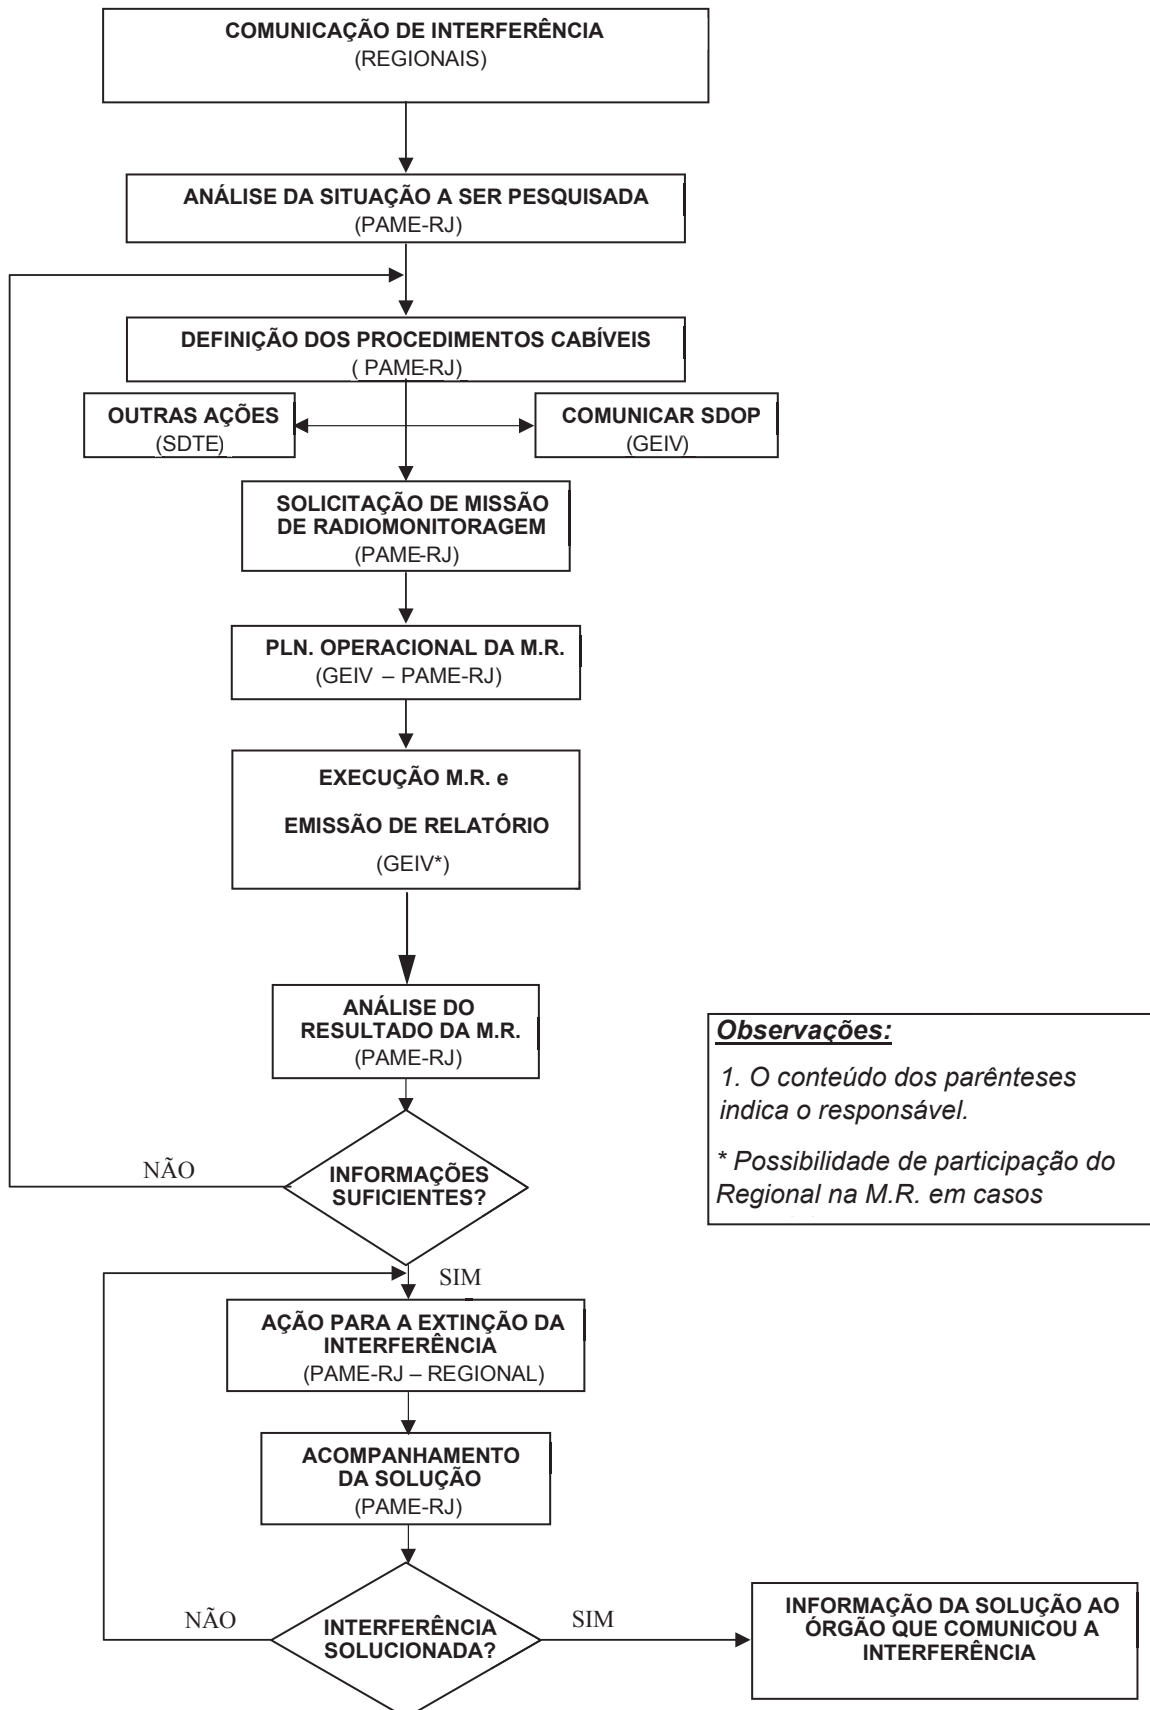 COMUNICAÇÃO DE INTERFERÊNCIA
(REGIONAIS)
ANÁLISE DA SITUAÇÃO A SER PESQUISADA
(PAME-RJ)
DEFINIÇÃO DOS PROCEDIMENTOS CABÍVEIS
( PAME-RJ)
OUTRAS AÇÕES
(SDTE)
COMUNICAR SDOP
(GEIV)
SOLICITAÇÃO DE MISSÃO
DE RADIOMONITORAGEM
(PAME-RJ)
PLN. OPERACIONAL DA M.R.
(GEIV – PAME-RJ)
EXECUÇÃO M.R. e
EMISSÃO DE RELATÓRIO
(GEIV*)
ANÁLISE DO
RESULTADO DA M.R.
(PAME-RJ)
Observações:
1. O conteúdo dos parênteses
indica o responsável.
* Possibilidade de participação do
Regional na M.R. em casos
NÃO
INFORMAÇÕES
SUFICIENTES?
SIM
AÇÃO PARA A EXTINÇÃO DA
INTERFERÊNCIA
(PAME-RJ – REGIONAL)
ACOMPANHAMENTO
DA SOLUÇÃO
(PAME-RJ)
NÃO
INTERFERÊNCIA
SOLUCIONADA?
SIM
INFORMAÇÃO DA SOLUÇÃO AO
ÓRGÃO QUE COMUNICOU A
INTERFERÊNCIA